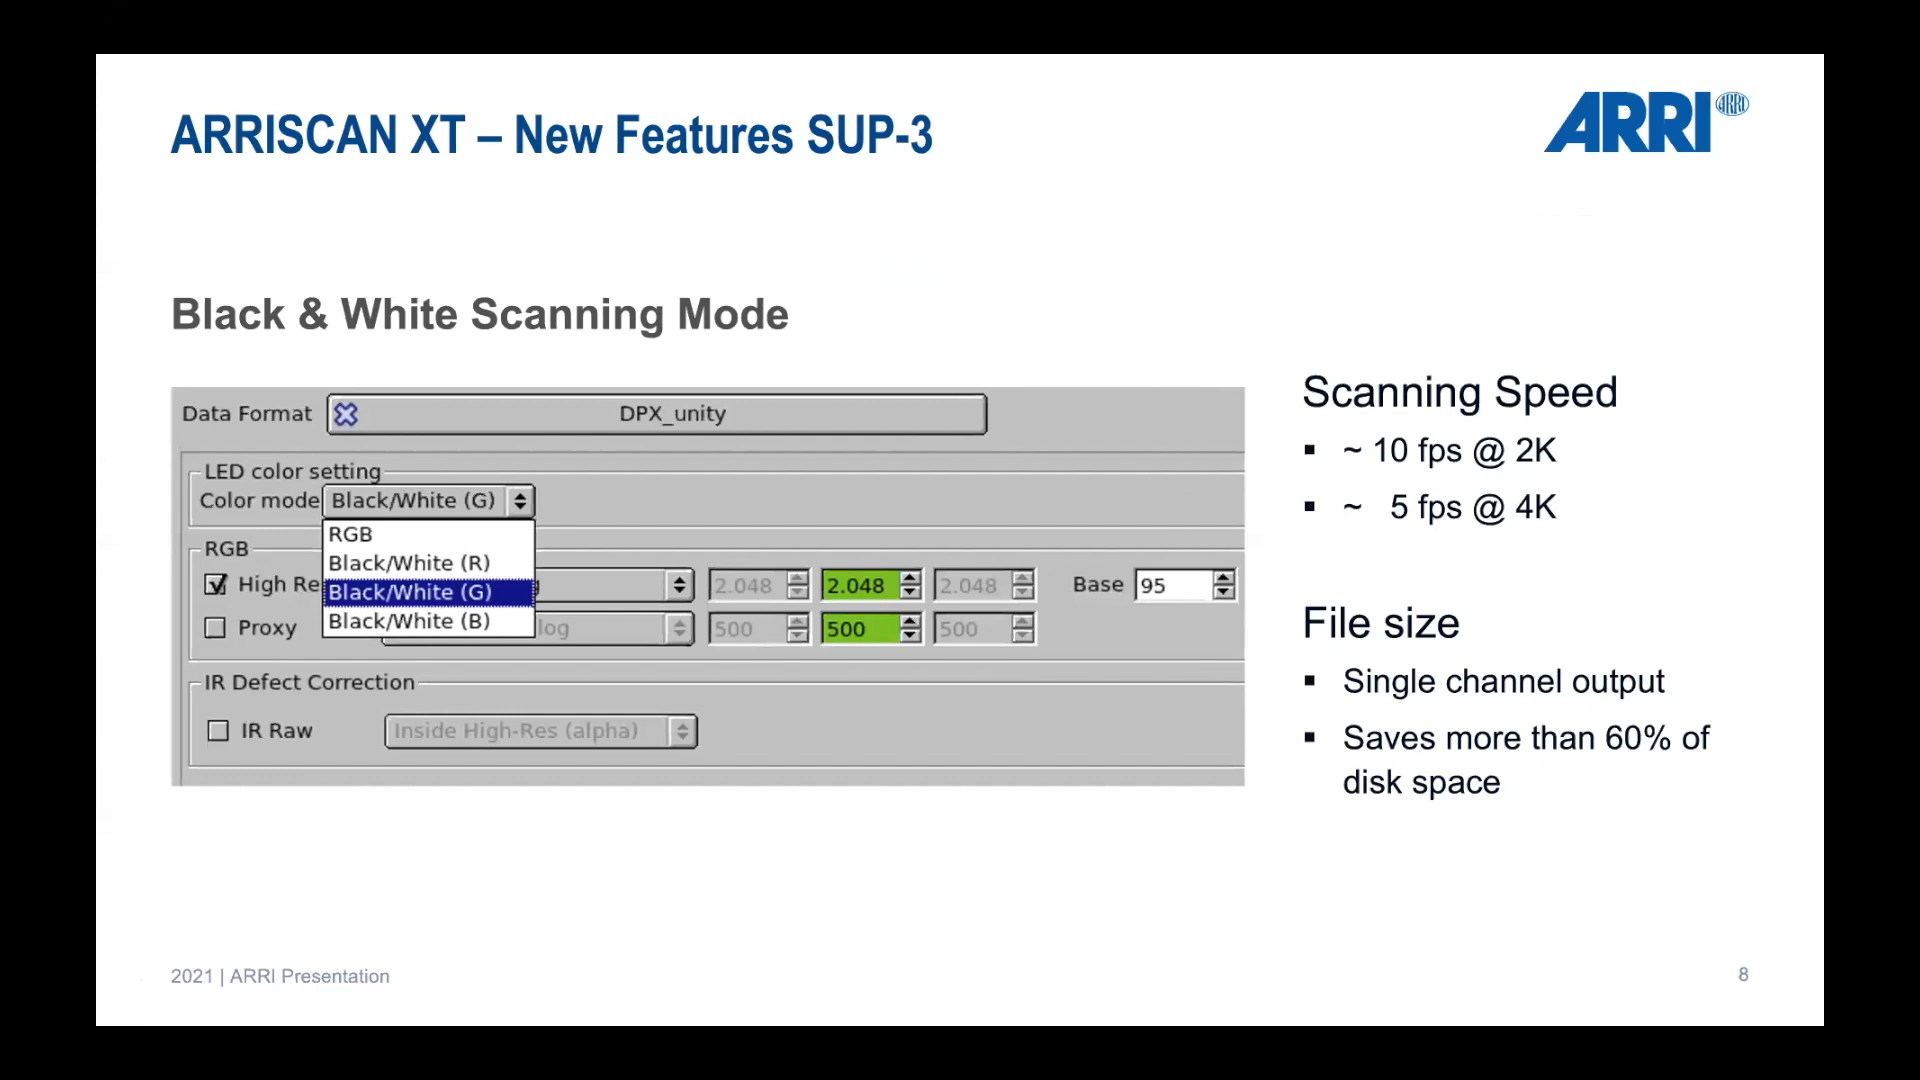 ARRISCAN XT – New Features SUP-3
ARRI ARRI
Black & White Scanning Mode
Data Format DPX_unity
LED color setting
Color mode Black/White (G)
RGB
Black/White (R)
Black/White (G)
Black/White (B)
RGB
High Re 2.048 2.048 2.048 Base 95
Proxy log 500 500 500
IR Defect Correction
IR Raw Inside High-Res (alpha)
Scanning Speed
▪ ~ 10 fps @ 2K
▪ ~ 5 fps @ 4K
File size
▪ Single channel output
▪ Saves more than 60% of
disk space
2021 | ARRI Presentation
8